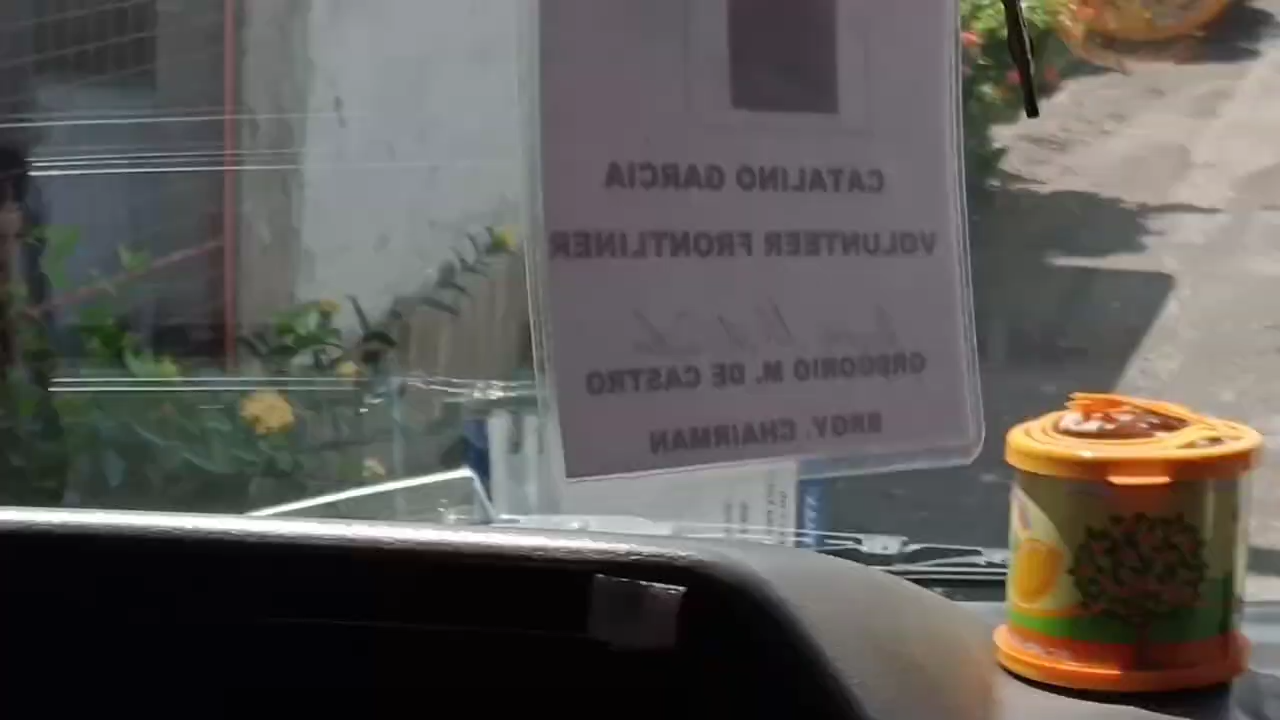 CATALINO GARCIA
VOLUNTEER FRONTLINER
GREGORIO M. DE CASTRO
BRGY. CHAIRMAN